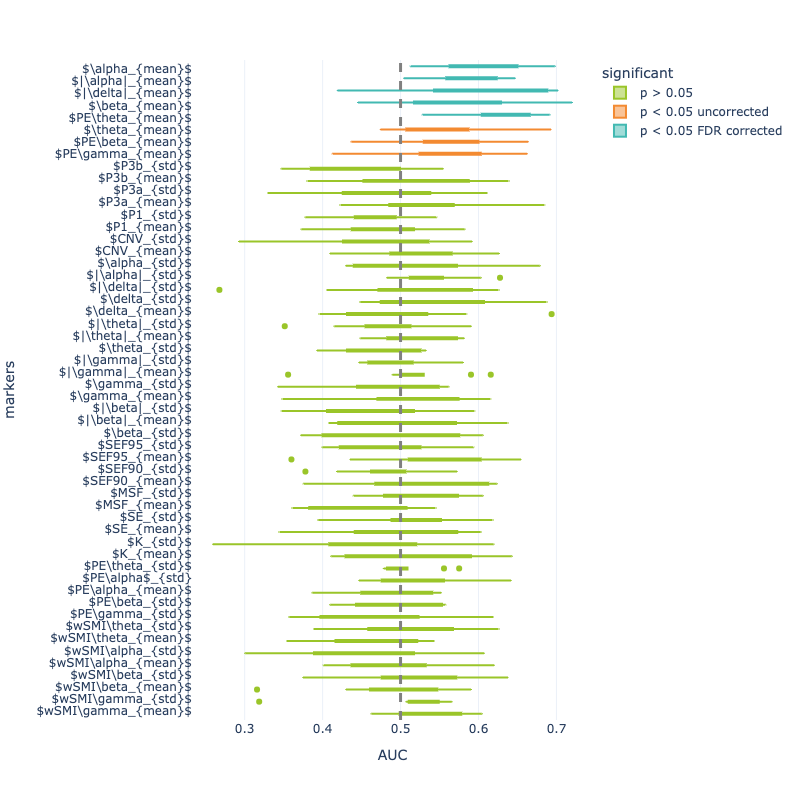 $\alpha_{mean}$
$|\alpha|_{mean}$
$|\delta|_{mean}$
$\beta_{mean}$
$PE\theta_{mean}$
$\theta_{mean}$
$PE\beta_{mean}$
$PE\gamma_{mean}$
$P3b_{std}$
$P3b_{mean}$
$P3a_{std}$
$P3a_{mean}$
$P1_{std}$
$P1_{mean}$
$CNV_{std}$
$CNV_{mean}$
$\alpha_{std}$
$|\alpha|_{std}$
$|\delta|_{std}$
$\delta_{std}$
$\delta_{mean}$
$|\theta|_{std}$
$|\theta|_{mean}$
$\theta_{std}$
$|\gamma|_{std}$
$|\gamma|_{mean}$
$\gamma_{std}$
$\gamma_{mean}$
$|\beta|_{std}$
$|\beta|_{mean}$
$\beta_{std}$
$SEF95_{std}$
$SEF95_{mean}$
$SEF90_{std}$
$SEF90_{mean}$
$MSF_{std}$
$MSF_{mean}$
$SE_{std}$
$SE_{mean}$
$K_{std}$
$K_{mean}$
$PE\theta_{std}$
$PE\alpha$_{std}
$PE\alpha_{mean}$
$PE\beta_{std}$
$PE\gamma_{std}$
$wSMI\theta_{std}$
$wSMI\theta_{mean}$
$wSMI\alpha_{std}$
$wSMI\alpha_{mean}$
$wSMI\beta_{std}$
$wSMI\beta_{mean}$
$wSMI\gamma_{std}$
$wSMI\gamma_{mean}$
markers
0.3 0.4 0.5 0.6 0.7
AUC
significant
p > 0.05
p < 0.05 uncorrected
p < 0.05 FDR corrected